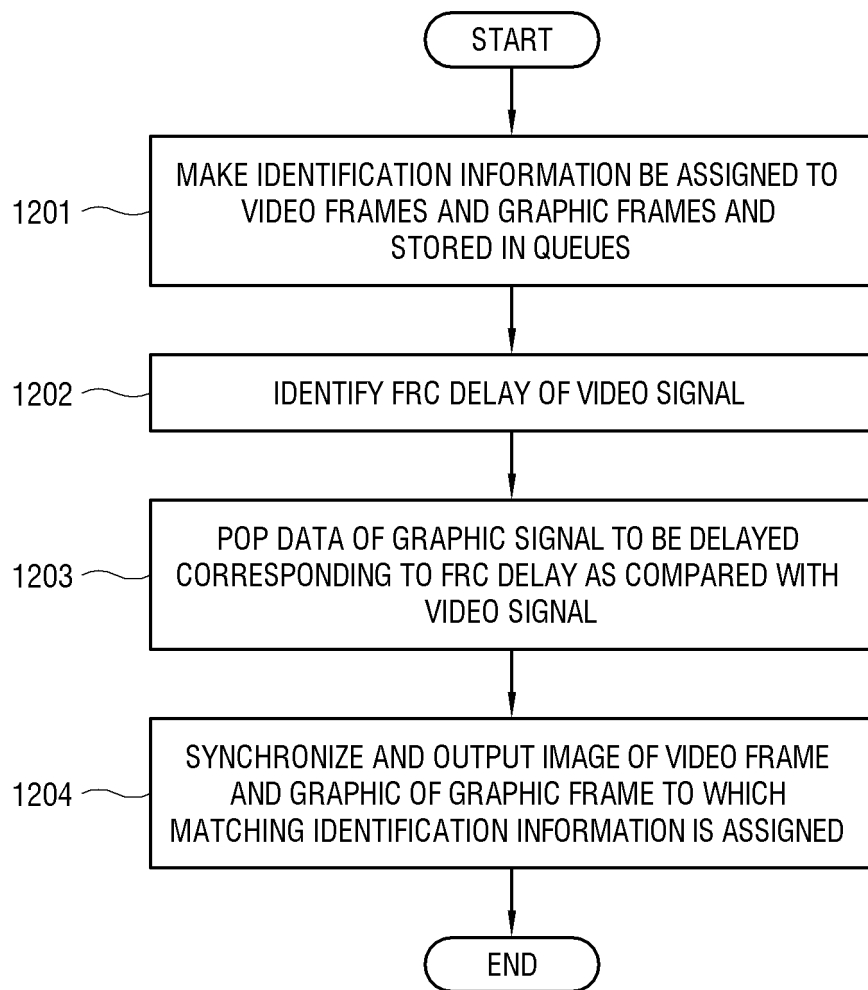 START
1201
MAKE IDENTIFICATION INFORMATION BE ASSIGNED TO
VIDEO FRAMES AND GRAPHIC FRAMES AND
STORED IN QUEUES
1202
IDENTIFY FRC DELAY OF VIDEO SIGNAL
1203
POP DATA OF GRAPHIC SIGNAL TO BE DELAYED
CORRESPONDING TO FRC DELAY AS COMPARED WITH
VIDEO SIGNAL
1204
SYNCHRONIZE AND OUTPUT IMAGE OF VIDEO FRAME
AND GRAPHIC OF GRAPHIC FRAME TO WHICH
MATCHING IDENTIFICATION INFORMATION IS ASSIGNED
END